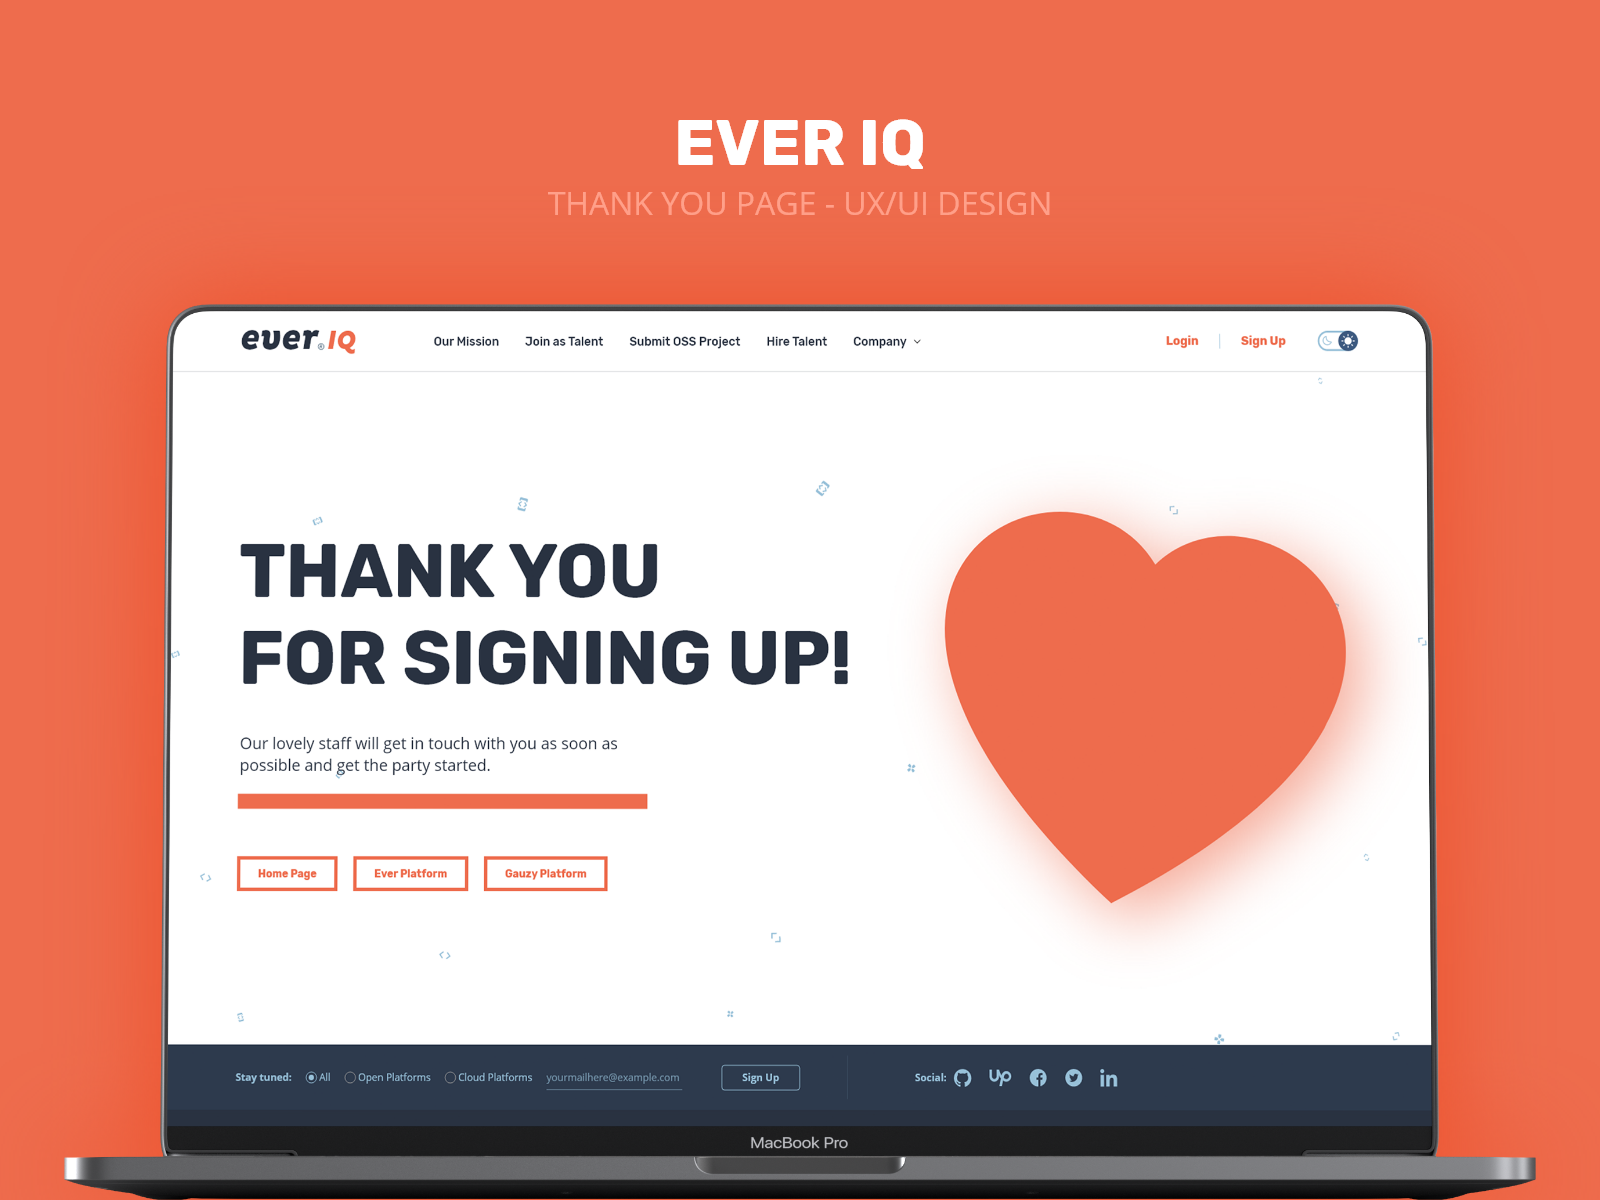 EVER IQ
THANK YOU PAGE - UX/UI DESIGN
ever® IQ
Our Mission
Join as Talent
Submit OSS Project
Hire Talent
Company
Login
Sign Up
THANK YOU
FOR SIGNING UP!
Our lovely staff will get in touch with you as soon as
possible and get the party started.
Home Page
Ever Platform
Gauzy Platform
Stay tuned:
All
Open Platforms
Cloud Platforms
yourmailhere@example.com
Sign Up
Social:
Up
in
MacBook Pro